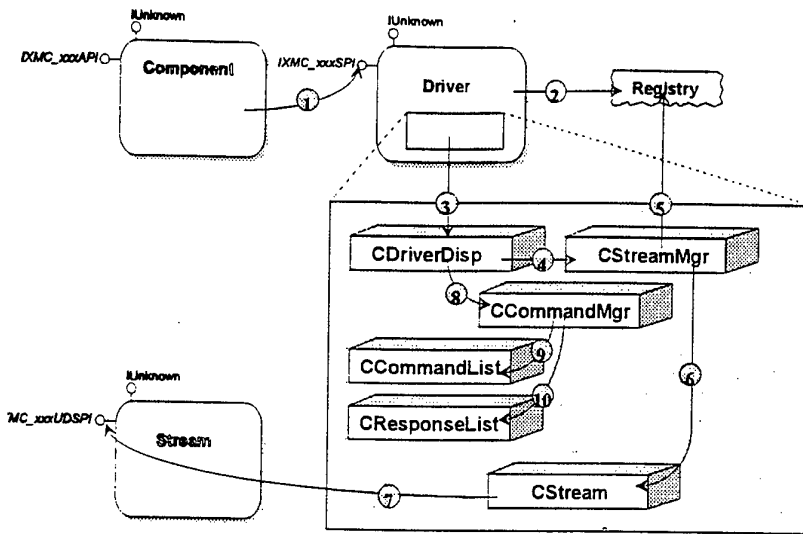 IUnknown
IUnknown
IXMC_xxxAPI
Component
IXMC_xxxSPI
Driver
1
2
Registry
3
5
CDriverDisp
4
CStreamMgr
8
CCommandMgr
9
CCommandList
6
10
CResponseList
IUnknown
MC_xxxUDSPI
Stream
7
CStream